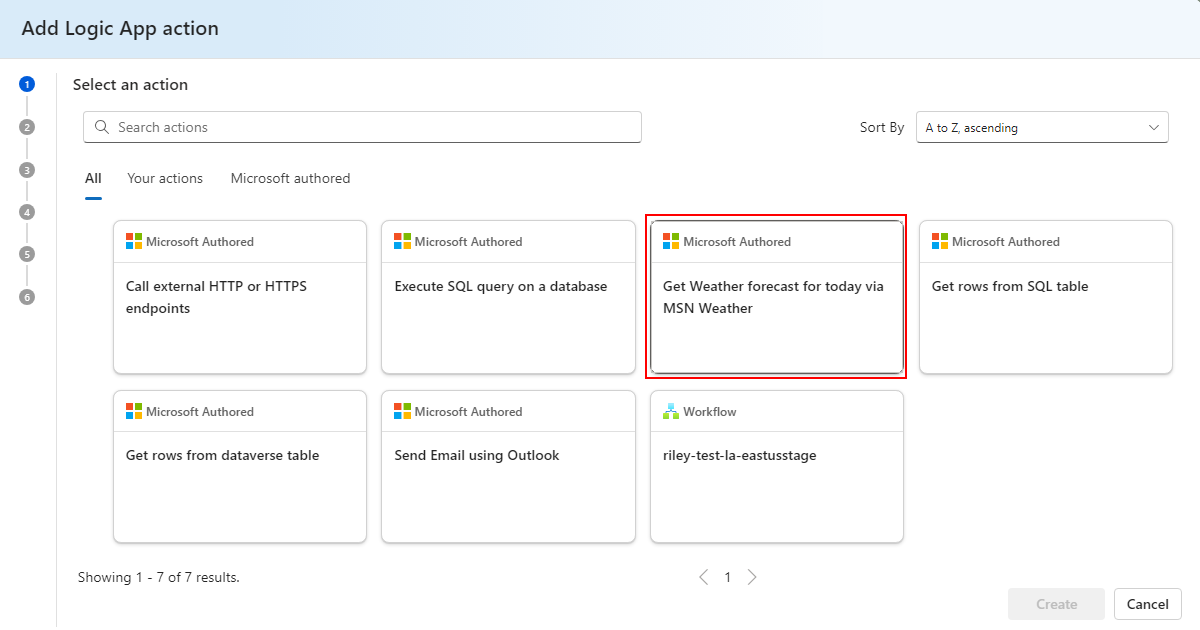 Add Logic App action
1
Select an action
2
3
4
5
6
Search actions
Sort By
A to Z, ascending
All
Your actions
Microsoft authored
Microsoft Authored
Call external HTTP or HTTPS
endpoints
Microsoft Authored
Execute SQL query on a database
Microsoft Authored
Get Weather forecast for today via
MSN Weather
Microsoft Authored
Get rows from SQL table
Microsoft Authored
Get rows from dataverse table
Microsoft Authored
Send Email using Outlook
Workflow
riley-test-la-eastusstage
Showing 1 - 7 of 7 results.
1
Create
Cancel